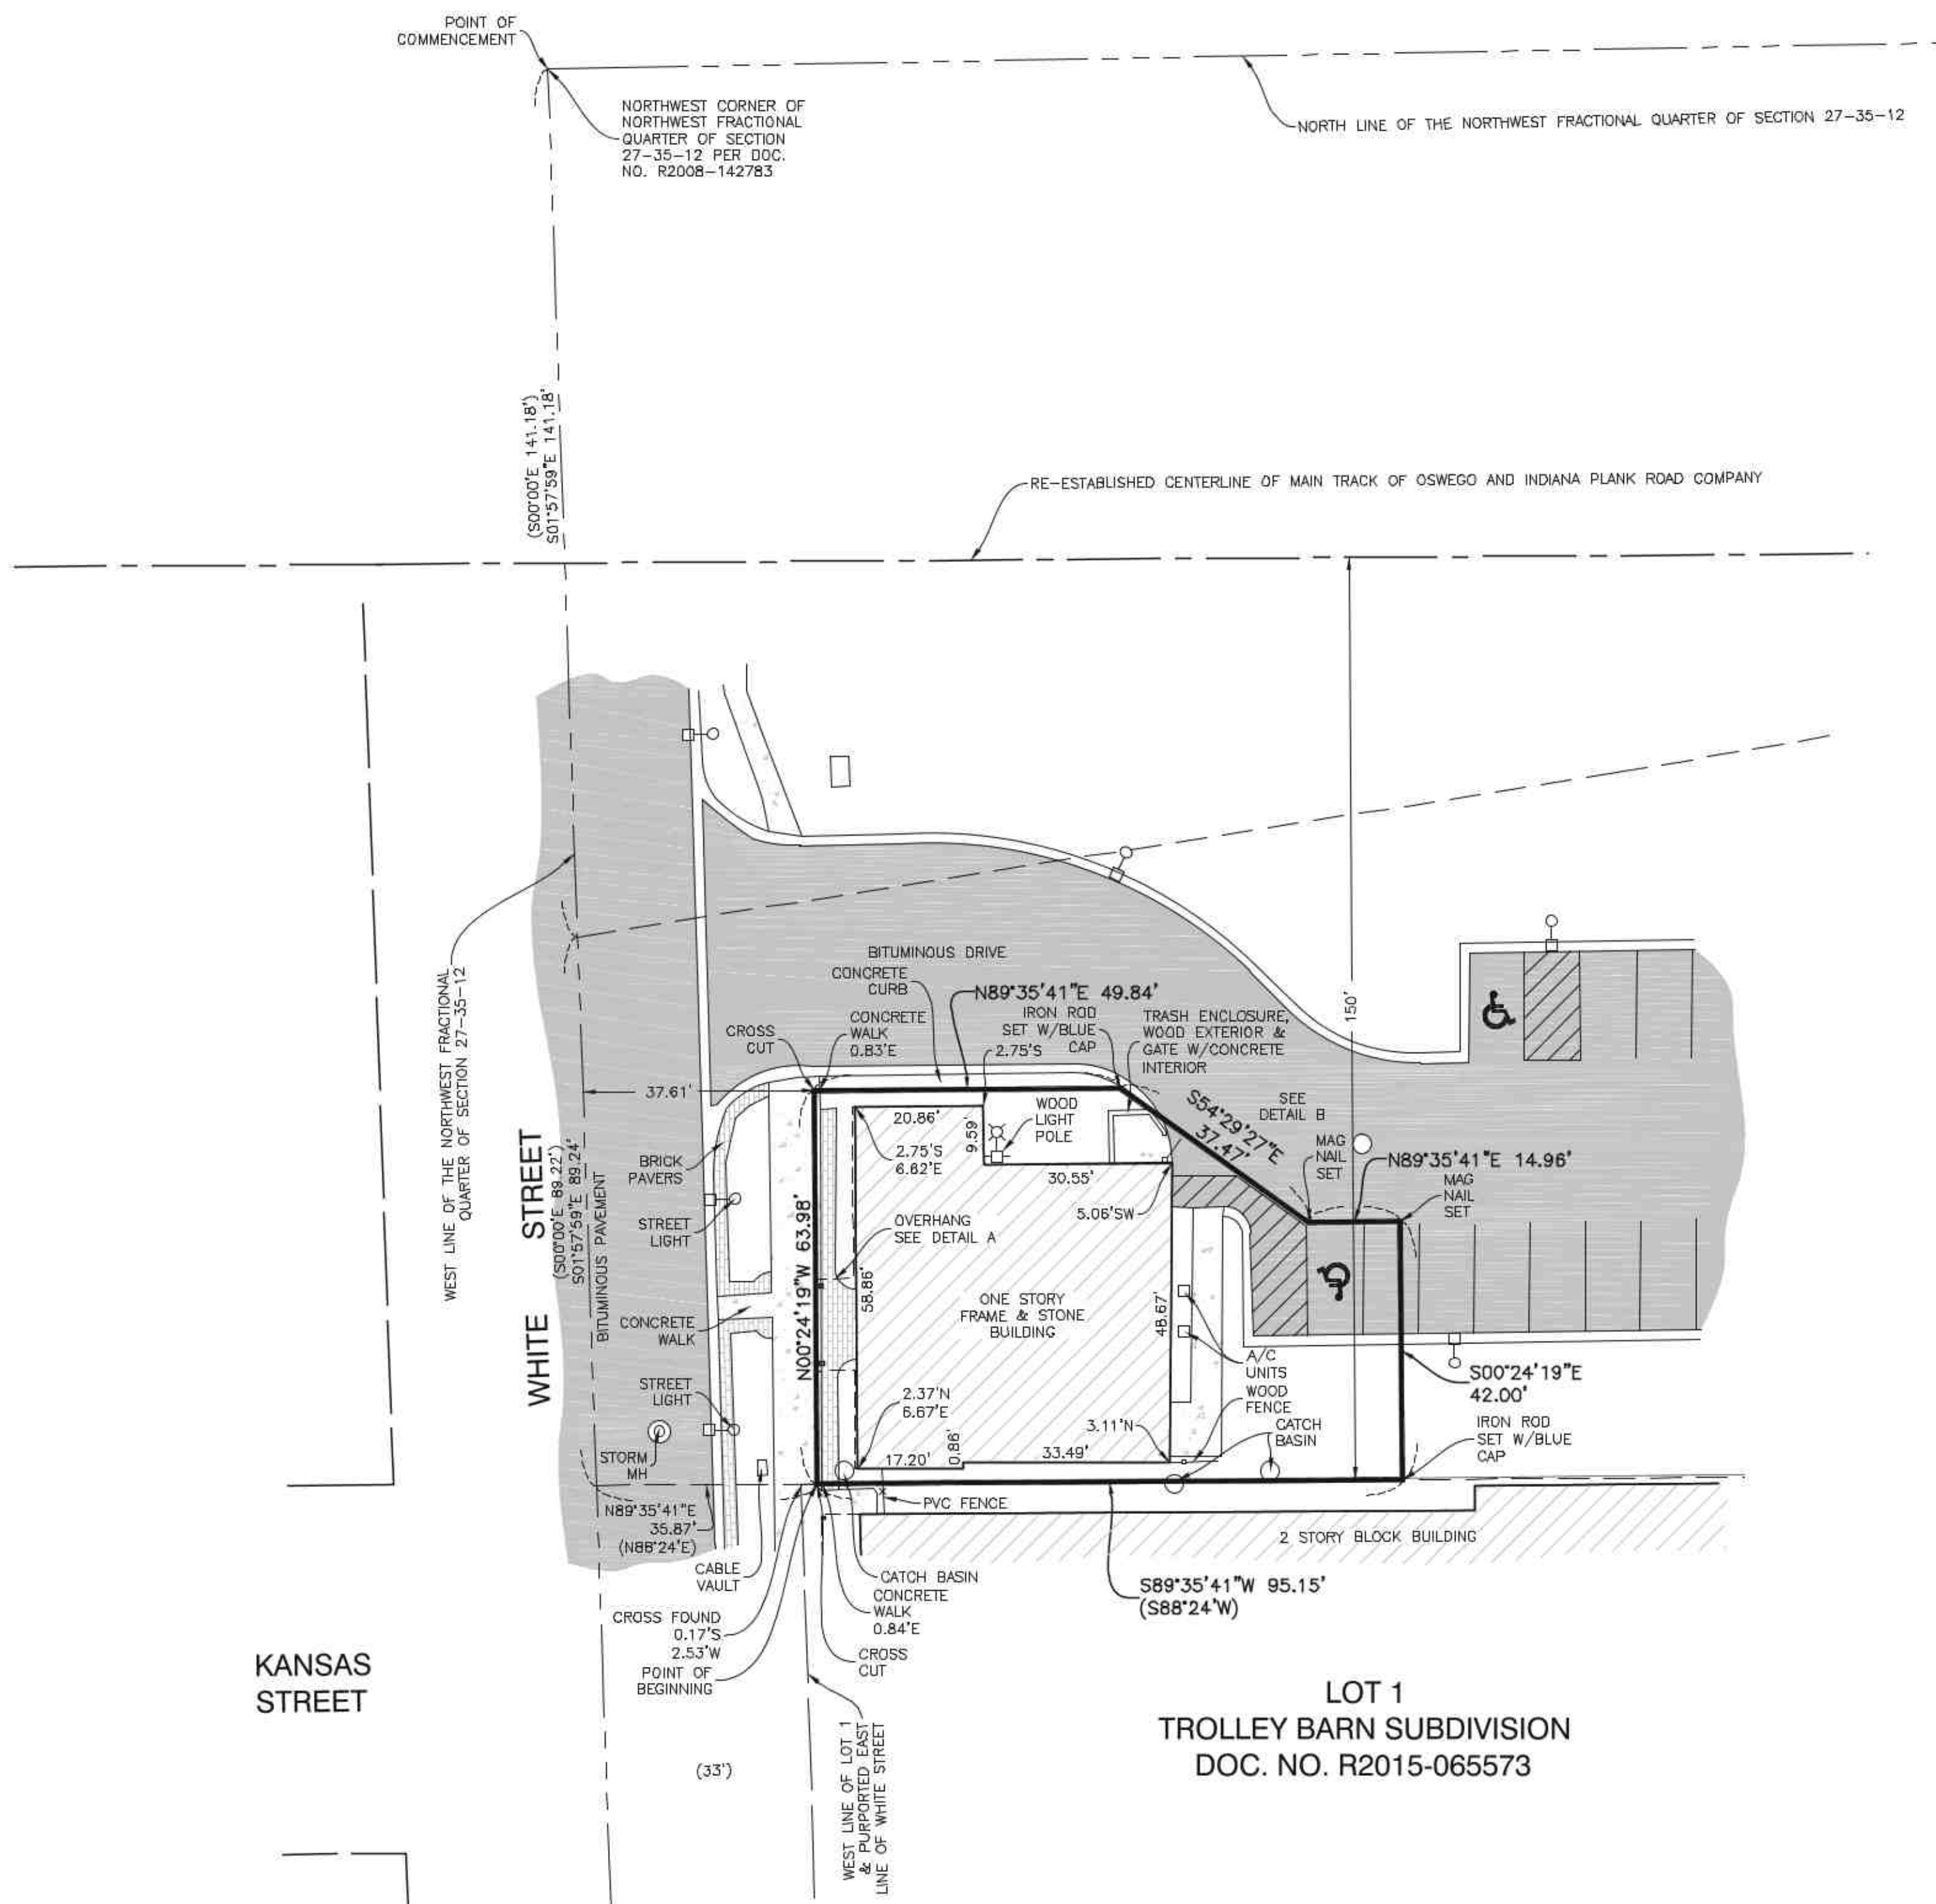 POINT OF
COMMENCEMENT
NORTHWEST CORNER OF
NORTHWEST FRACTIONAL
QUARTER OF SECTION
27-35-12 PER DOC.
NO. R2008-142783
NORTH LINE OF THE NORTHWEST FRACTIONAL QUARTER OF SECTION 27-35-12
(S00°00'E 141.18')
S01°57'59"E 141.18'
RE-ESTABLISHED CENTERLINE OF MAIN TRACK OF OSWEGO AND INDIANA PLANK ROAD COMPANY
WEST LINE OF THE NORTHWEST FRACTIONAL
QUARTER OF SECTION 27-35-12
150'
BITUMINOUS DRIVE
CONCRETE
CURB
N89°35'41"E 49.84'
CROSS
CUT
CONCRETE
WALK
0.83'E
IRON ROD
SET W/BLUE
CAP
2.75'S
TRASH ENCLOSURE,
WOOD EXTERIOR &
GATE W/CONCRETE
INTERIOR
37.61'
20.86'
9.59'
WOOD
LIGHT
POLE
S54°29'27"E
37.47'
SEE
DETAIL B
MAG
NAIL
SET
N89°35'41"E 14.96'
MAG
NAIL
SET
2.75'S
6.62'E
30.55'
5.06'SW
BRICK
PAVERS
STREET
LIGHT
WHITE STREET
(S00°00'E 89.22')
S01°57'59"E 89.24'
BITUMINOUS PAVEMENT
N00°24'19"W 63.98'
OVERHANG
SEE DETAIL A
58.86'
ONE STORY
FRAME & STONE
BUILDING
48.67'
CONCRETE
WALK
STREET
LIGHT
A/C
UNITS
WOOD
FENCE
CATCH
BASIN
S00°24'19"E
42.00'
IRON ROD
SET W/BLUE
CAP
2.37'N
6.67'E
3.11'N
17.20'
0.86'
33.49'
STORM
MH
N89°35'41"E
35.87'
(N88°24'E)
PVC FENCE
2 STORY BLOCK BUILDING
CABLE
VAULT
CATCH BASIN
CONCRETE
WALK
0.84'E
S89°35'41"W 95.15'
(S88°24'W)
CROSS FOUND
0.17'S
2.53'W
POINT OF
BEGINNING
CROSS
CUT
KANSAS
STREET
(33')
WEST LINE OF LOT 1
& PURPORTED EAST
LINE OF WHITE STREET
LOT 1
TROLLEY BARN SUBDIVISION
DOC. NO. R2015-065573